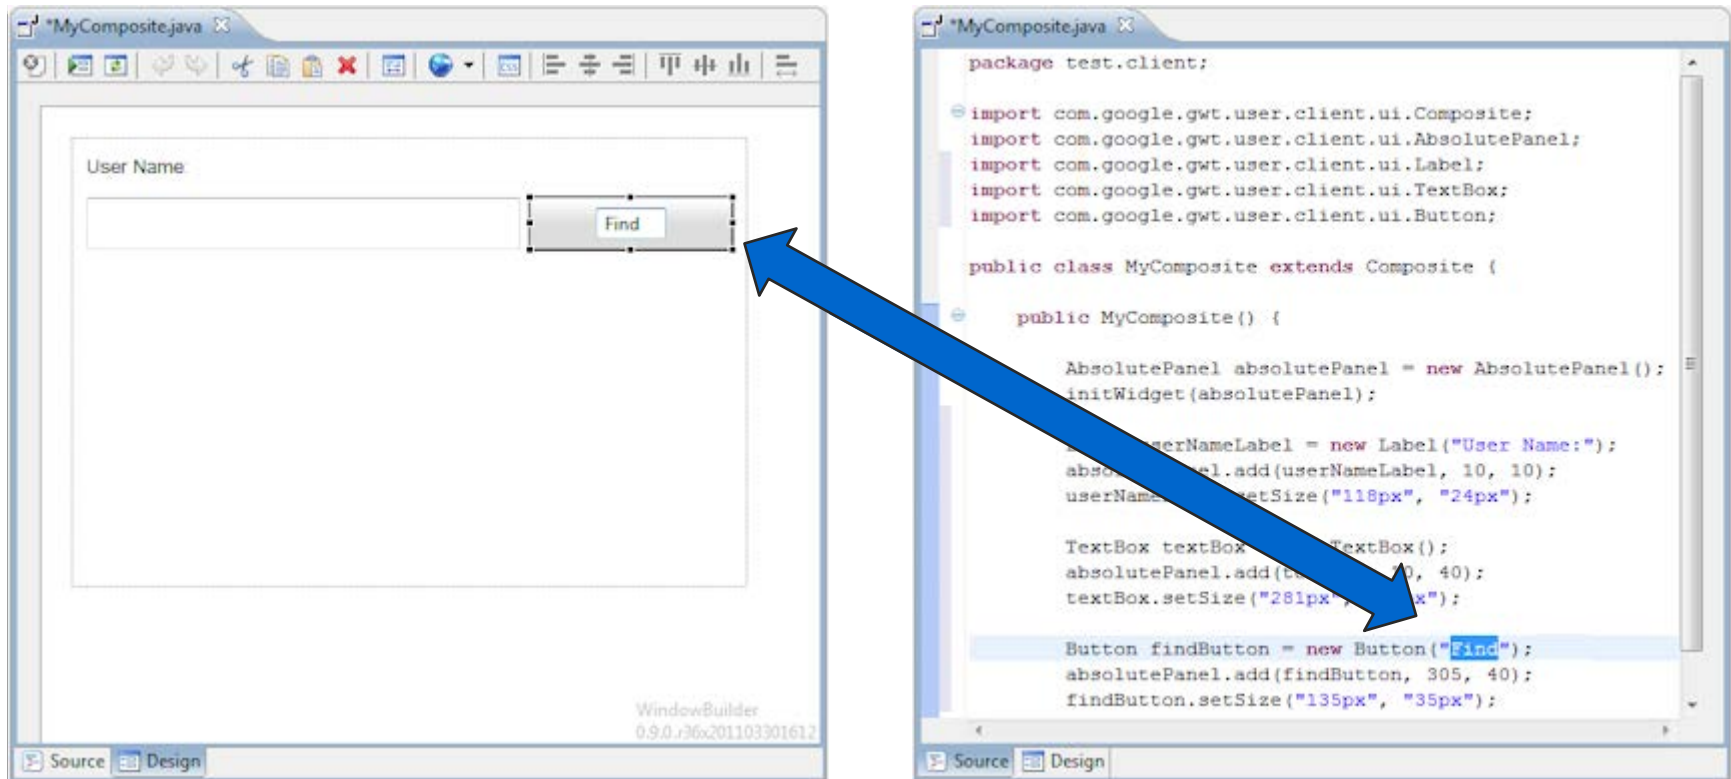 *MyComposite.java
User Name
Find
WindowBuilder
0.9.0.r36x201103301612
Source Design
*MyComposite.java
package test.client;
import com.google.gwt.user.client.ui.Composite;
import com.google.gwt.user.client.ui.AbsolutePanel;
import com.google.gwt.user.client.ui.Label;
import com.google.gwt.user.client.ui.TextBox;
import com.google.gwt.user.client.ui.Button;
public class MyComposite extends Composite {
public MyComposite() {
AbsolutePanel absolutePanel = new AbsolutePanel();
initWidget(absolutePanel);
userNameLabel = new Label("User Name:");
.add(userNameLabel, 10, 10);
setSize("118px", "24px");
TextBox textBox TextBox();
absolutePanel.add( , 40);
textBox.setSize("281px",
Button findButton = new Button("Find");
absolutePanel.add(findButton, 305, 40);
findButton.setSize("135px", "35px");
Source Design